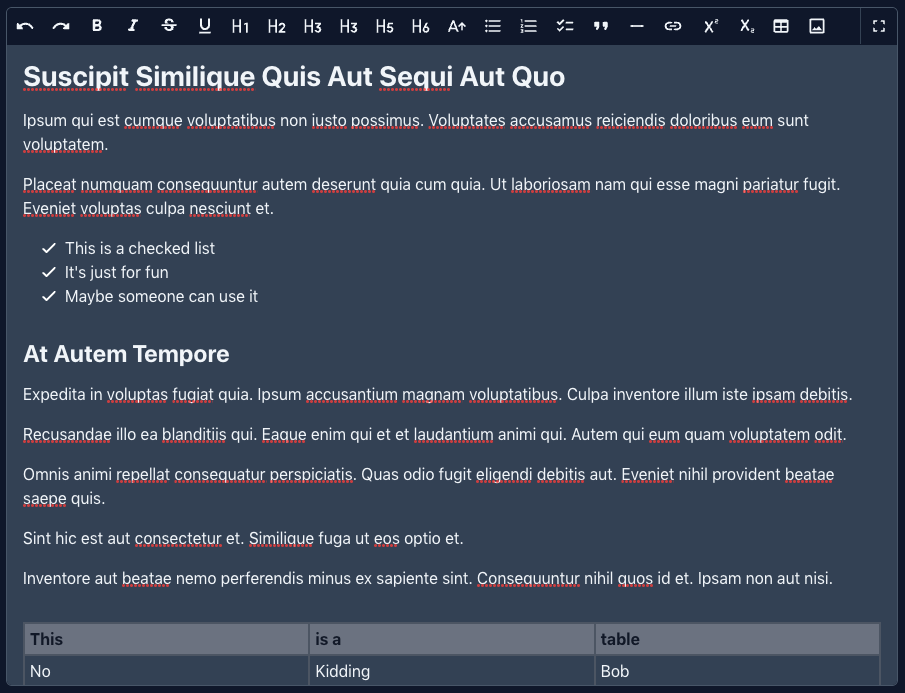 B I S U H1 H2 H3 H3 H5 H6 A X² X₂
Suscipit Similique Quis Aut Sequi Aut Quo
Ipsum qui est cumque voluptatibus non iusto possimus. Voluptates accusamus reiciendis doloribus eum sunt
voluptatem.
Placeat numquam consequuntur autem deserunt quia cum quia. Ut laboriosam nam qui esse magni pariatur fugit.
Eveniet voluptas culpa nesciunt et.
This is a checked list
It's just for fun
Maybe someone can use it
At Autem Tempore
Expedita in voluptas fugiat quia. Ipsum accusantium magnam voluptatibus. Culpa inventore illum iste ipsam debitis.
Recusandae illo ea blanditiis qui. Eaque enim qui et et laudantium animi qui. Autem qui eum quam voluptatem odit.
Omnis animi repellat consequatur perspiciatis. Quas odio fugit eligendi debitis aut. Eveniet nihil provident beatae
saepe quis.
Sint hic est aut consectetur et. Similique fuga ut eos optio et.
Inventore aut beatae nemo perferendis minus ex sapiente sint. Consequuntur nihil quos id et. Ipsam non aut nisi.
This is a table
No Kidding Bob